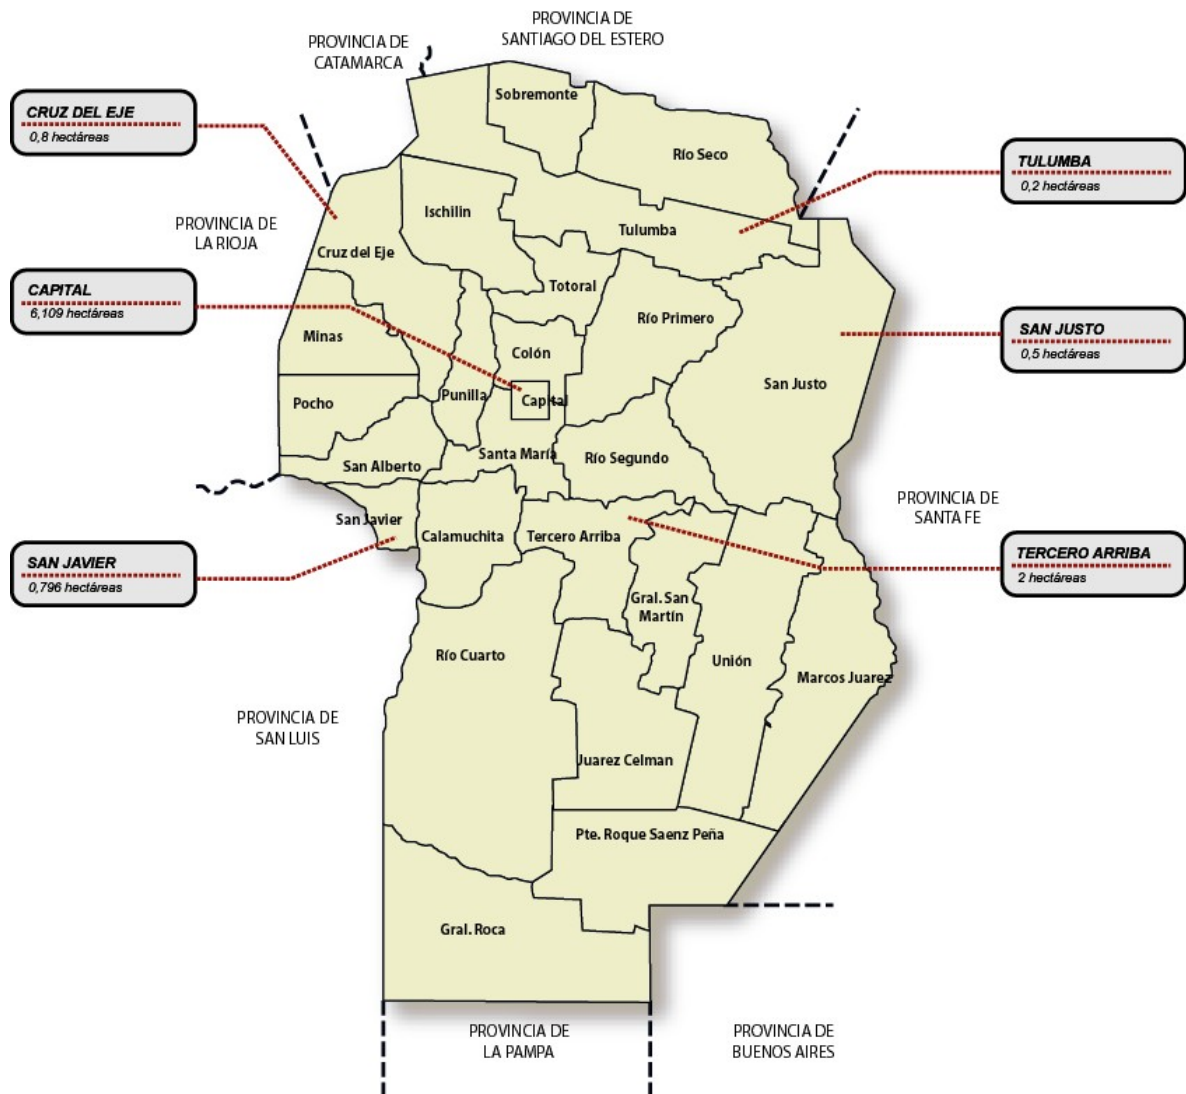 PROVINCIA DE
SANTIAGO DEL ESTERO
PROVINCIA DE
CATAMARCA
CRUZ DEL EJE
0,8 hectáreas
Sobremonte
Río Seco
TULUMBA
0,2 hectáreas
PROVINCIA DE
LA RIOJA
Ischilin
Tulumba
Cruz del Eje
CAPITAL
6,109 hectáreas
Totoral
Río Primero
SAN JUSTO
0,5 hectáreas
Minas
Colón
San Justo
Pocho
Punilla
Capital
San Alberto
Santa María
Río Segundo
PROVINCIA DE
SANTA FE
San Javier
Calamuchita
Tercero Arriba
SAN JAVIER
0,796 hectáreas
TERCERO ARRIBA
2 hectáreas
Gral. San
Martín
Río Cuarto
Unión
Marcos Juarez
PROVINCIA DE
SAN LUIS
Juarez Celman
Pte. Roque Saenz Peña
Gral. Roca
PROVINCIA DE
LA PAMPA
PROVINCIA DE
BUENOS AIRES